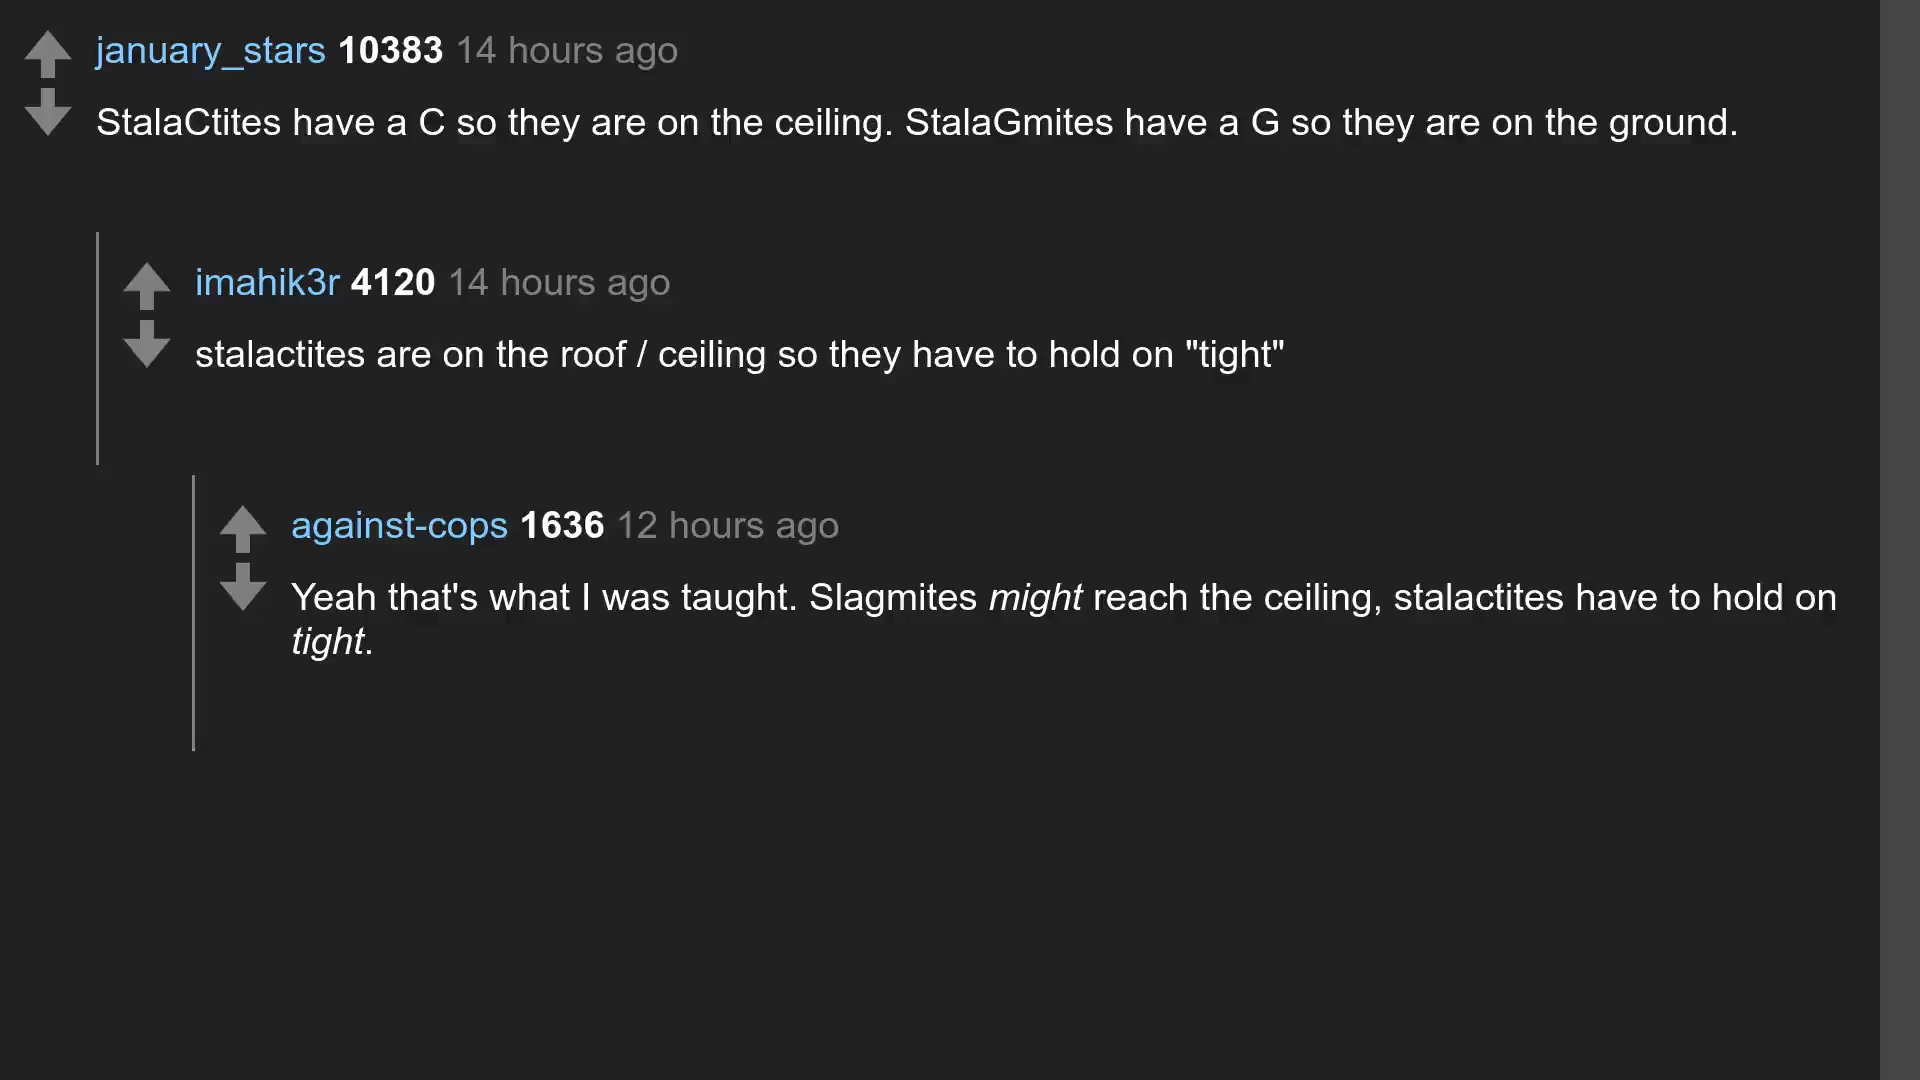 january_stars 10383 14 hours ago
StalaCtites have a C so they are on the ceiling. StalaGmites have a G so they are on the ground.
imahik3r 4120 14 hours ago
stalactites are on the roof / ceiling so they have to hold on "tight"
against-cops 1636 12 hours ago
Yeah that's what I was taught. Slagmites might reach the ceiling, stalactites have to hold on
tight.